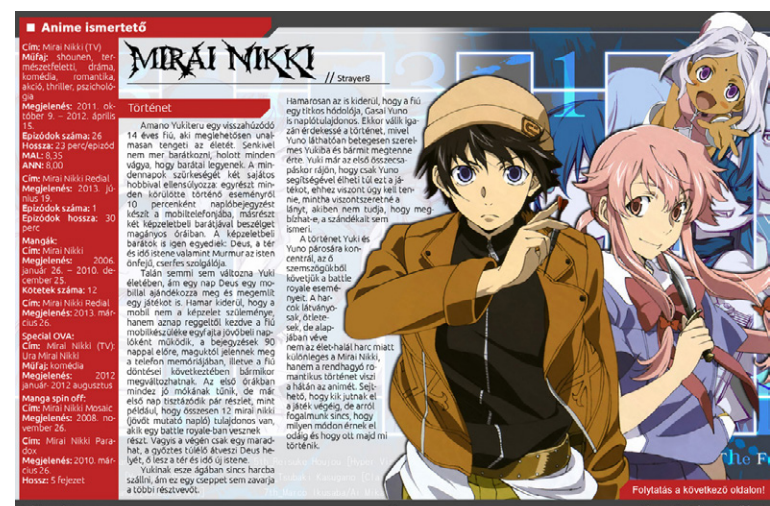 Anime ismertető
Cím: Mirai Nikki (TV)
Műfaj: shounen, ter-
mészetfeletti, dráma,
komédia, romantika,
akció, thriller, pszicholó-
gia
Megjelenés: 2011. ok-
tóber 9. – 2012. április
15.
Epizódok száma: 26
Hossza: 23 perc/epizód
MAL: 8,35
ANN: 8,00
Cím: Mirai Nikki Redial
Megjelenés: 2013. jú-
nius 19.
Epizódok száma: 1
Epizódok hossza: 30
perc
Mangák:
Cím: Mirai Nikki
Megjelenés: 2006.
január 26. – 2010. de-
cember 25.
Kötetek száma: 12
Cím: Mirai Nikki Redial
Megjelenés: 2013. már-
cius 26.
Special OVA:
Cím: Mirai Nikki (TV):
Ura Mirai Nikki
Műfaj: komédia
Megjelenés: 2012
január- 2012 augusztus
Manga spin off:
Cím: Mirai Nikki Mosaic
Megjelenés: 2008. no-
vember 26.
Cím: Mirai Nikki Para-
dox
Megjelenés: 2010. már-
cius 26.
Hossz: 5 fejezet
MIRAI NIKKI
// Strayer8
Történet
Amano Yukiteru egy visszahúzódó
14 éves fiú, aki meglehetősen unal-
masan tengeti az életét. Senkivel
nem mer barátkozni, holott minden
vágya, hogy barátai legyenek. A min-
dennapok szürkeségét két sajátos
hobbival ellensúlyozza: egyrészt min-
den körülötte történő eseményről
10 percenként naplóbejegyzést
készít a mobiltelefonjába, másrészt
két képzeletbeli barátjával beszélget
magányos óráiban. A képzeletbeli
barátok is igen egyediek: Deus, a tér
és idő istene valamint Murmur az isten
önfejű, cserfes szolgálója.
Talán semmi sem változna Yuki
életében, ám egy nap Deus egy mo-
billal ajándékozza meg és megemlít
egy játékot is. Hamar kiderül, hogy a
mobil nem a képzelet szüleménye,
hanem aznap reggeltől kezdve a fiú
mobilkészüléke egyfajta jövőbeli nap-
lóként működik, a bejegyzések 90
nappal előre, maguktól jelennek meg
a telefon memóriájában, illetve a fiú
döntései következtében bármikor
megváltozhatnak. Az első órákban
mindez jó mókának tűnik, de már
első nap tisztázódik pár részlet, mint
például, hogy összesen 12 mirai nikki
(jövőt mutató napló) tulajdonos van,
akik egy battle royale-ban vesznek
részt. Vagyis a végén csak egy marad-
hat, a győztes túlélő átveszi Deus he-
lyét, ő lesz a tér és idő új istene.
Yukinak esze ágában sincs harcba
szállni, ám ez egy cseppet sem zavarja
a többi résztvevőt.
Hamarosan az is kiderül, hogy a fiú
egy titkos hódolója, Gasai Yuno
is naplótulajdonos. Ekkor válik iga-
zán érdekessé a történet, mivel
Yuno láthatóan betegesen szerel-
mes Yukiba és bármit megtenne
érte. Yuki már az első összecsa-
páskor rájön, hogy csak Yuno
segítségével élheti túl ezt a já-
tékot, ehhez viszont úgy kell ten-
nie, mintha viszontszeretné a
lányt, akiben nem tudja, hogy meg-
bízhat-e, a szándékait sem
ismeri.
A történet Yuki és
Yuno párosára kon-
centrál, az ő
szemszögükből
követjük a battle
royale esemé-
nyeit. A har-
cok látványo-
sak, ötlete-
sek, de alap-
jában véve
nem az élet-halál harc miatt
különleges a Mirai Nikki,
hanem a rendhagyó ro-
mantikus történet viszi
a hátán az animét. Sejt-
hető, hogy kik jutnak el
a játék végéig, de arról
fogalmunk sincs, hogy
milyen módon érnek el
odáig és hogy ott majd mi
történik.
The Fu
Folytatás a következő oldalon!